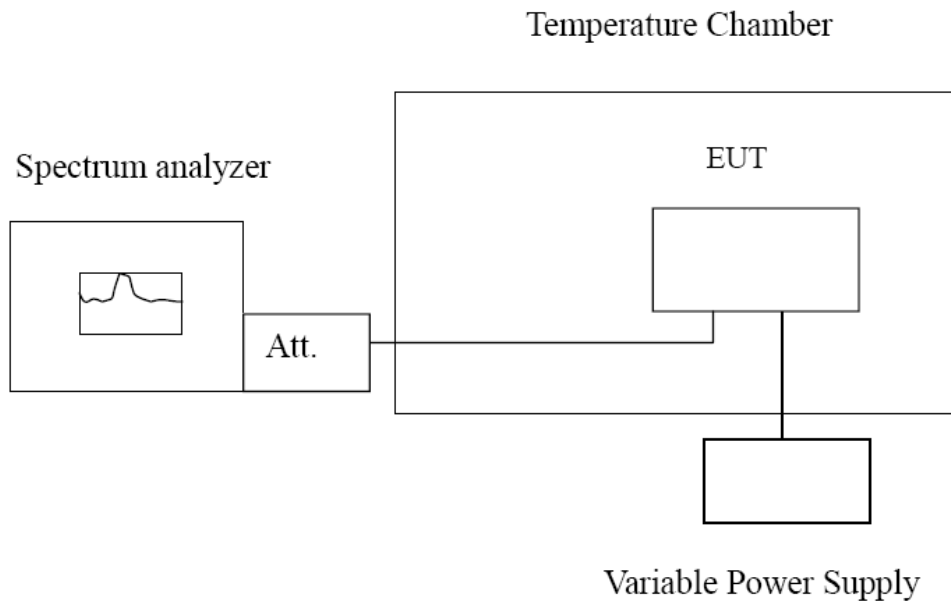 Temperature Chamber
Spectrum analyzer
EUT
Att.
Variable Power Supply